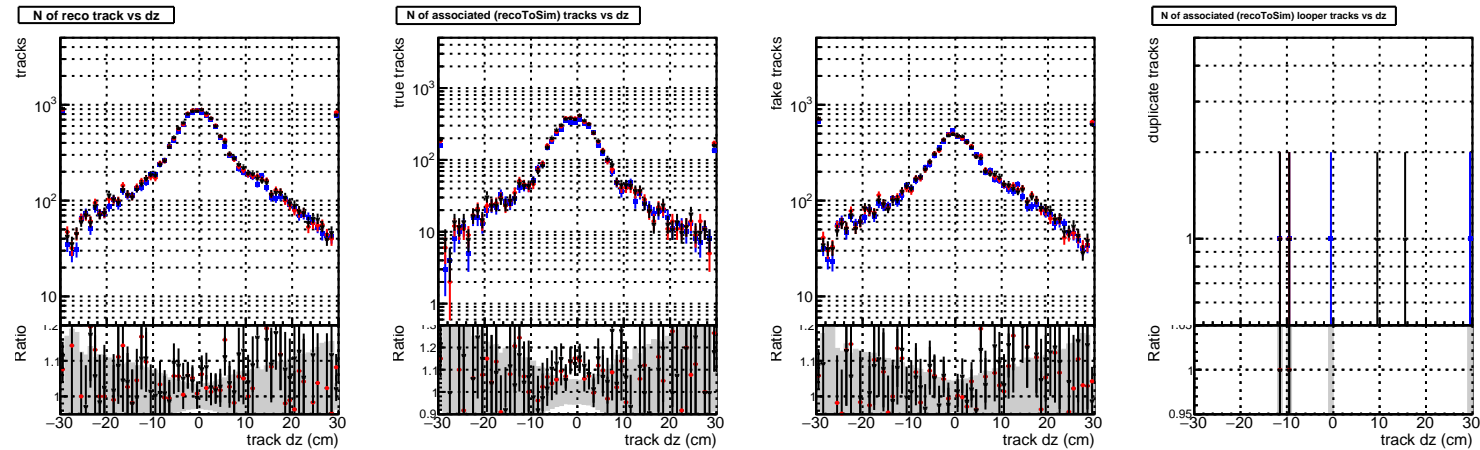 N of reco track vs dz
tracks
10³
10²
10
Ratio
1.2
1.1
1
−30 −20 −10 0 10 20 30
track dz (cm)
N of associated (recoToSim) tracks vs dz
true tracks
10³
10²
10
1
Ratio
1.3
1.2
1.1
1
0.9
−30 −20 −10 0 10 20 30
track dz (cm)
fake tracks
10³
10²
10
Ratio
1.2
1.1
1
−30 −20 −10 0 10 20 30
track dz (cm)
N of associated (recoToSim) looper tracks vs dz
duplicate tracks
1
Ratio
1.05
1
0.95
−30 −20 −10 0 10 20 30
track dz (cm)